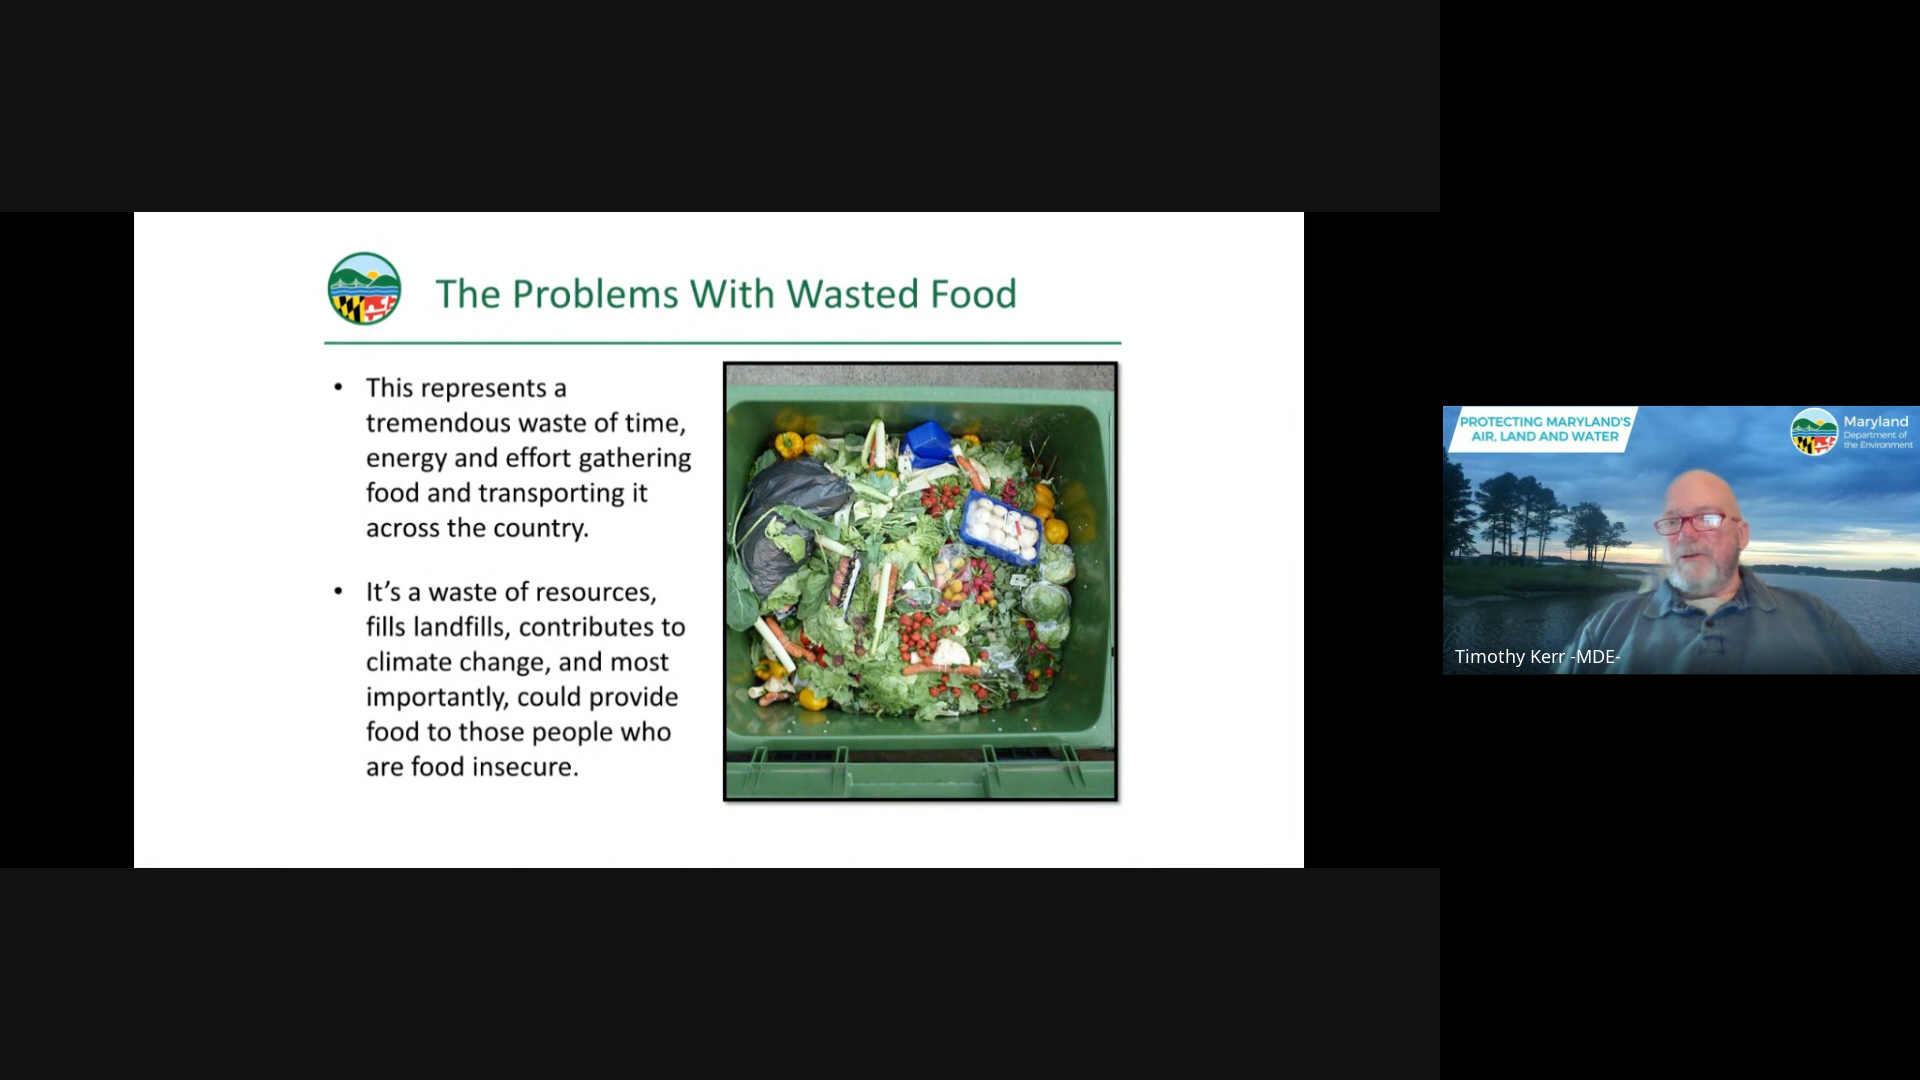 The Problems With Wasted Food
• This represents a
tremendous waste of time,
energy and effort gathering
food and transporting it
across the country.
• It’s a waste of resources,
fills landfills, contributes to
climate change, and most
importantly, could provide
food to those people who
are food insecure.
PROTECTING MARYLAND'S
AIR, LAND AND WATER
Maryland
Department of
the Environment
Timothy Kerr -MDE-